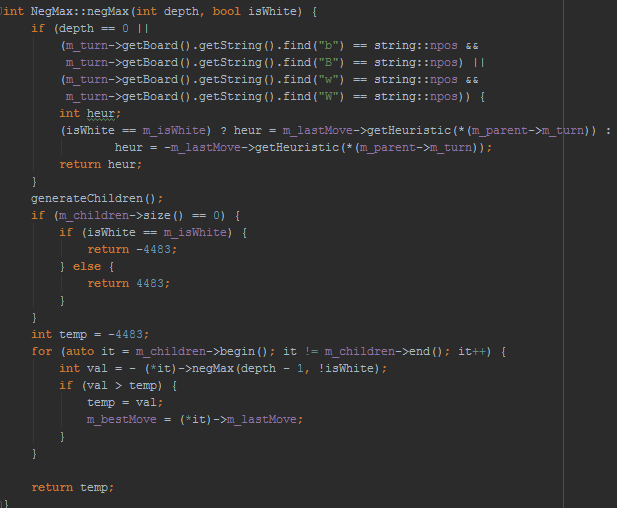 int NegMax::negMax(int depth, bool isWhite) {
    if (depth == 0 ||
        (m_turn->getBoard().getString().find("b") == string::npos &&
         m_turn->getBoard().getString().find("B") == string::npos) ||
        (m_turn->getBoard().getString().find("w") == string::npos &&
         m_turn->getBoard().getString().find("W") == string::npos)) {
        int heur;
        (isWhite == m_isWhite) ? heur = m_lastMove->getHeuristic(*(m_parent->m_turn)) :
                heur = -m_lastMove->getHeuristic(*(m_parent->m_turn));
        return heur;
    }
    generateChildren();
    if (m_children->size() == 0) {
        if (isWhite == m_isWhite) {
            return -4483;
        } else {
            return 4483;
        }
    }
    int temp = -4483;
    for (auto it = m_children->begin(); it != m_children->end(); it++) {
        int val = - (*it)->negMax(depth - 1, !isWhite);
        if (val > temp) {
            temp = val;
            m_bestMove = (*it)->m_lastMove;
        }
    }

    return temp;
}